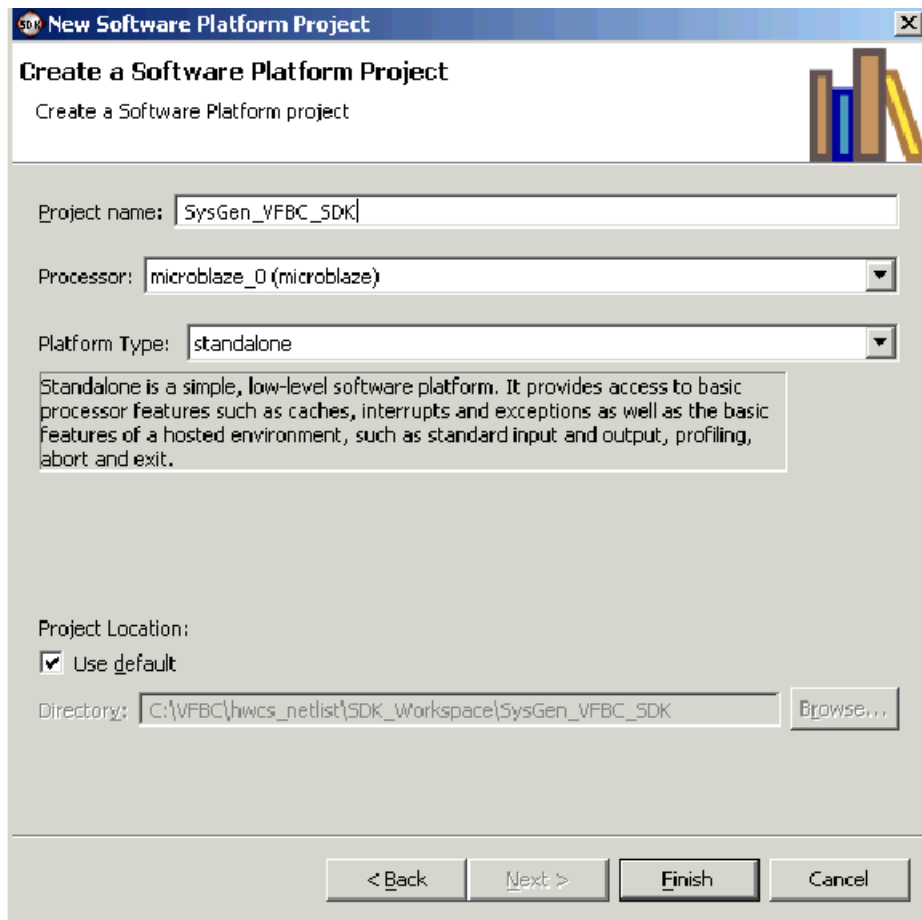 SDK New Software Platform Project
Create a Software Platform Project
Create a Software Platform project
Project name: SysGen_VFBC_SDK
Processor: microblaze_0 (microblaze)
Platform Type: standalone
Standalone is a simple, low-level software platform. It provides access to basic
processor features such as caches, interrupts and exceptions as well as the basic
features of a hosted environment, such as standard input and output, profiling,
abort and exit.
Project Location:
Use default
Directory: C:\VFBC\hwcs_netlist\SDK_Workspace\SysGen_VFBC_SDK Browse...
< Back Next > Finish Cancel